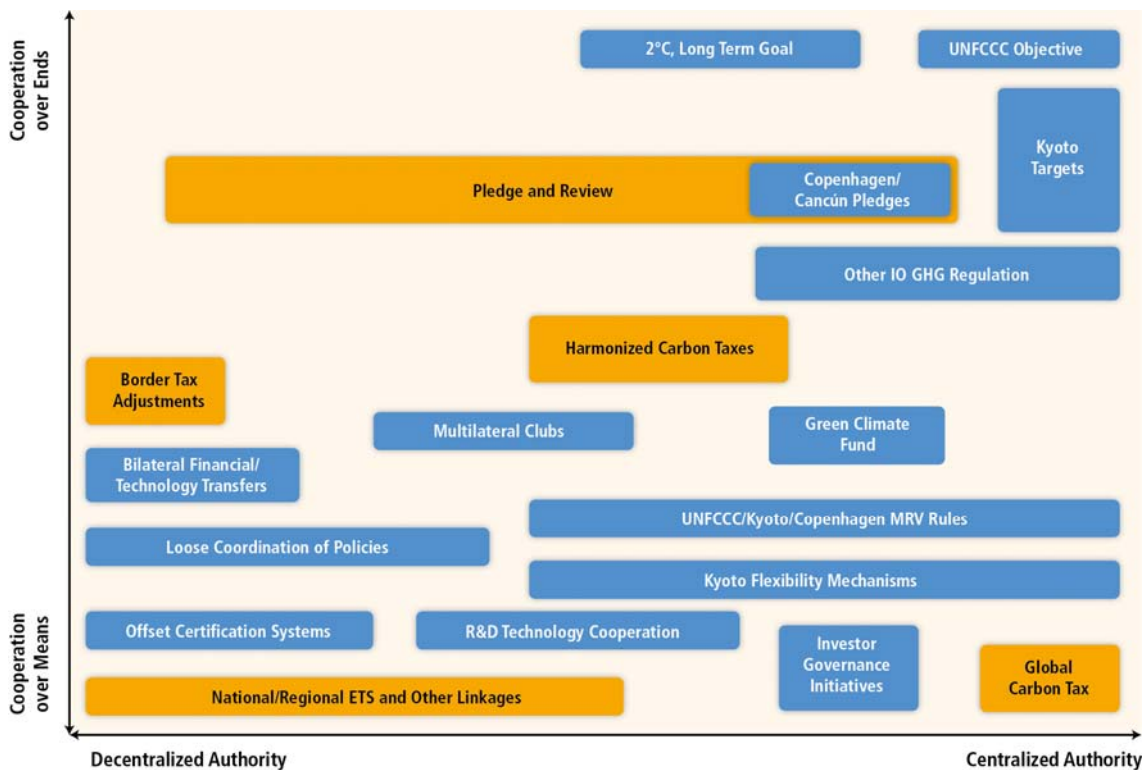 Cooperation
over Ends
2°C, Long Term Goal
UNFCCC Objective
Kyoto
Targets
Pledge and Review
Copenhagen/
Cancún Pledges
Other IO GHG Regulation
Harmonized Carbon Taxes
Border Tax
Adjustments
Multilateral Clubs
Green Climate
Fund
Bilateral Financial/
Technology Transfers
UNFCCC/Kyoto/Copenhagen MRV Rules
Loose Coordination of Policies
Kyoto Flexibility Mechanisms
Cooperation
over Means
Offset Certification Systems
R&D Technology Cooperation
Investor
Governance
Initiatives
Global
Carbon Tax
National/Regional ETS and Other Linkages
Decentralized Authority
Centralized Authority